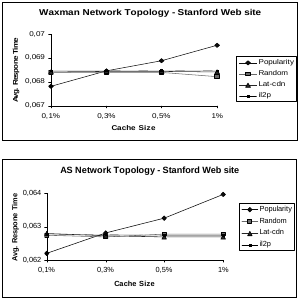 Waxman Network Topology - Stanford Web site
Avg. Respone Time
0,07
0,069
0,068
0,067
0,1%
0,3%
0,5%
1%
Cache Size
Popularity
Random
Lat-cdn
il2p
AS Network Topology - Stanford Web site
Avg. Respone Time
0,064
0,063
0,062
0,1%
0,3%
0,5%
1%
Cache Size
Popularity
Random
Lat-cdn
il2p